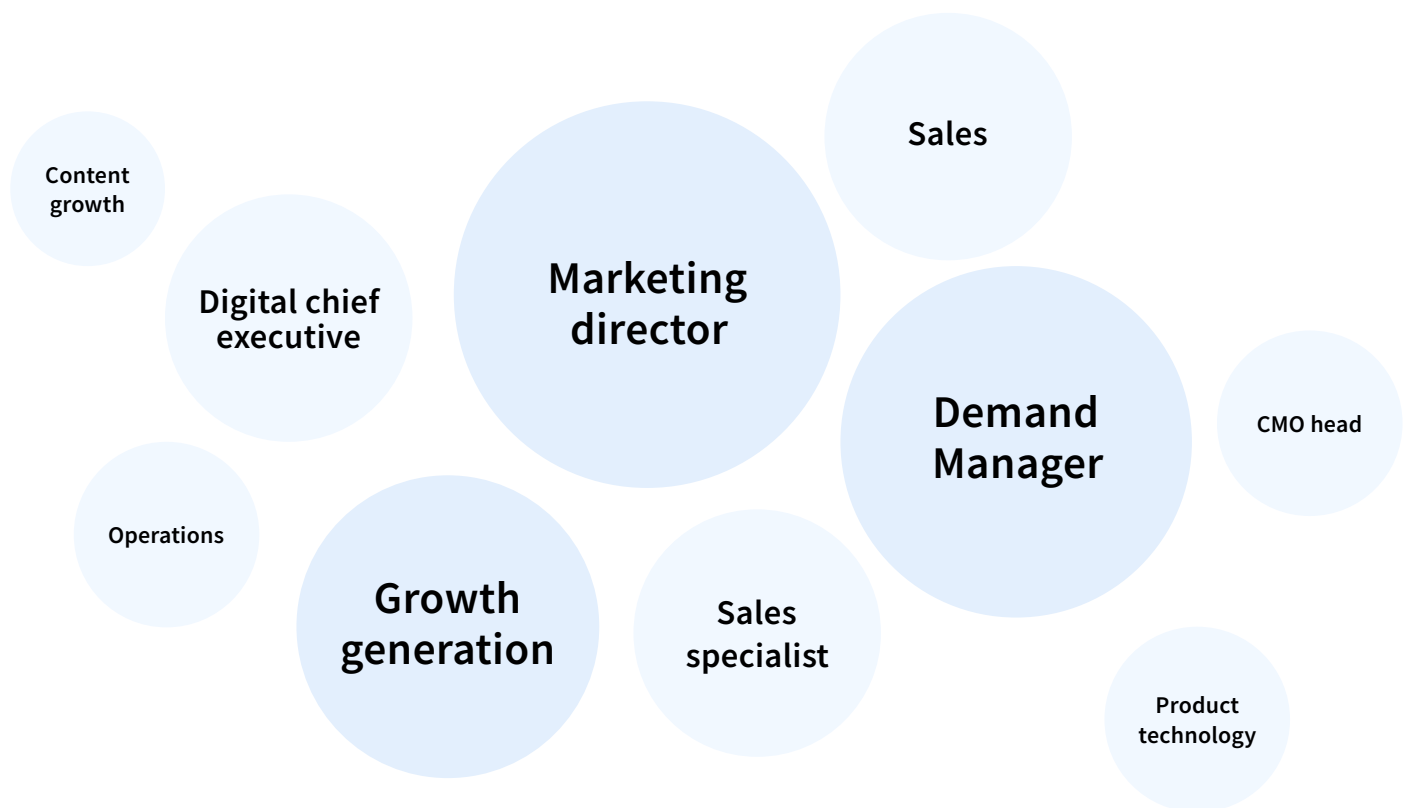 Sales
Content
growth
Marketing
director
Digital chief
executive
Demand
Manager
CMO head
Operations
Growth
generation
Sales
specialist
Product
technology